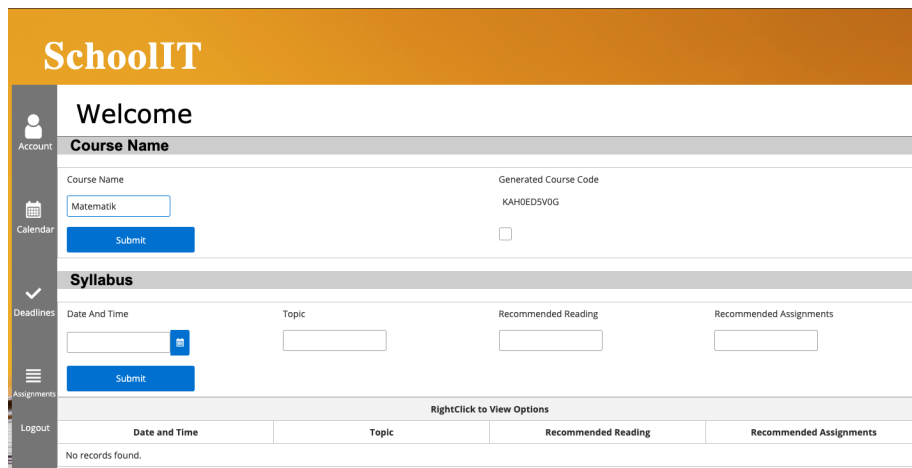 SchoolIT
Welcome
Account
Course Name
Course Name
Generated Course Code
Matematik
KAH0ED5V0G
Calendar
Submit
Syllabus
Deadlines
Date And Time
Topic
Recommended Reading
Recommended Assignments
Submit
Assignments
RightClick to View Options
Logout
Date and Time
Topic
Recommended Reading
Recommended Assignments
No records found.